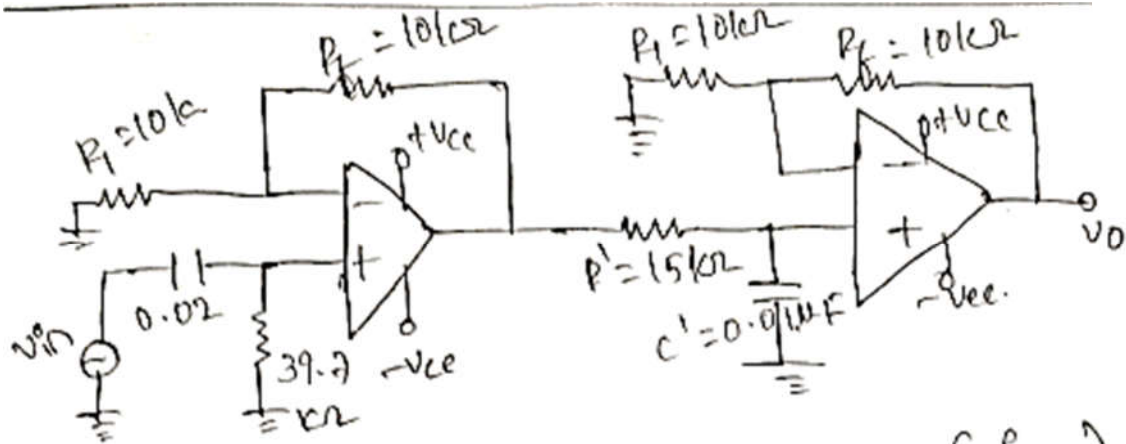 Rf = 10kΩ
R1 = 10kΩ
Rf = 10kΩ
R1 = 10k
+Vcc
+Vcc
-
-
+
+
vin
0.02
39.7
KΩ
-Vcc
R' = 15kΩ
C' = 0.01μF
-Vcc.
VO